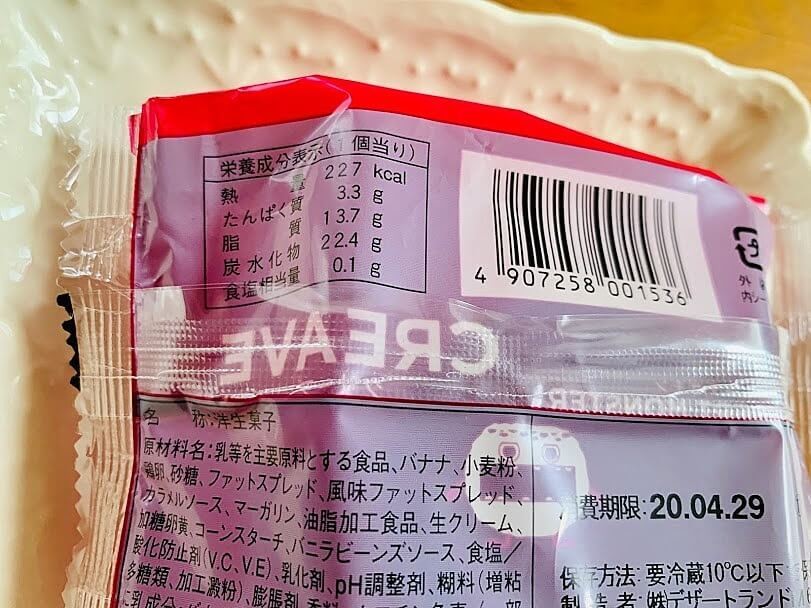 栄養成分表示(1個当り)
熱量 227 kcal
たんぱく質 3.3 g
脂質 13.7 g
炭水化物 22.4 g
食塩相当量 0.1 g
4 907258 001536
外
内シー
CREAVE
MONSTER
名 称:洋生菓子
原材料名:乳等を主要原料とする食品、バナナ、小麦粉、
鶏卵、砂糖、ファットスプレッド、風味ファットスプレッド、
カラメルソース、マーガリン、油脂加工食品、生クリーム、
加糖卵黄、コーンスターチ、バニラビーンズソース、食塩／
酸化防止剤(V.C、V.E)、乳化剤、pH調整剤、糊料(増粘
多糖類、加工澱粉)、膨脹剤、香料、
消費期限:20.04.29
保存方法:要冷蔵10℃以下
製造者:㈱デザートランド